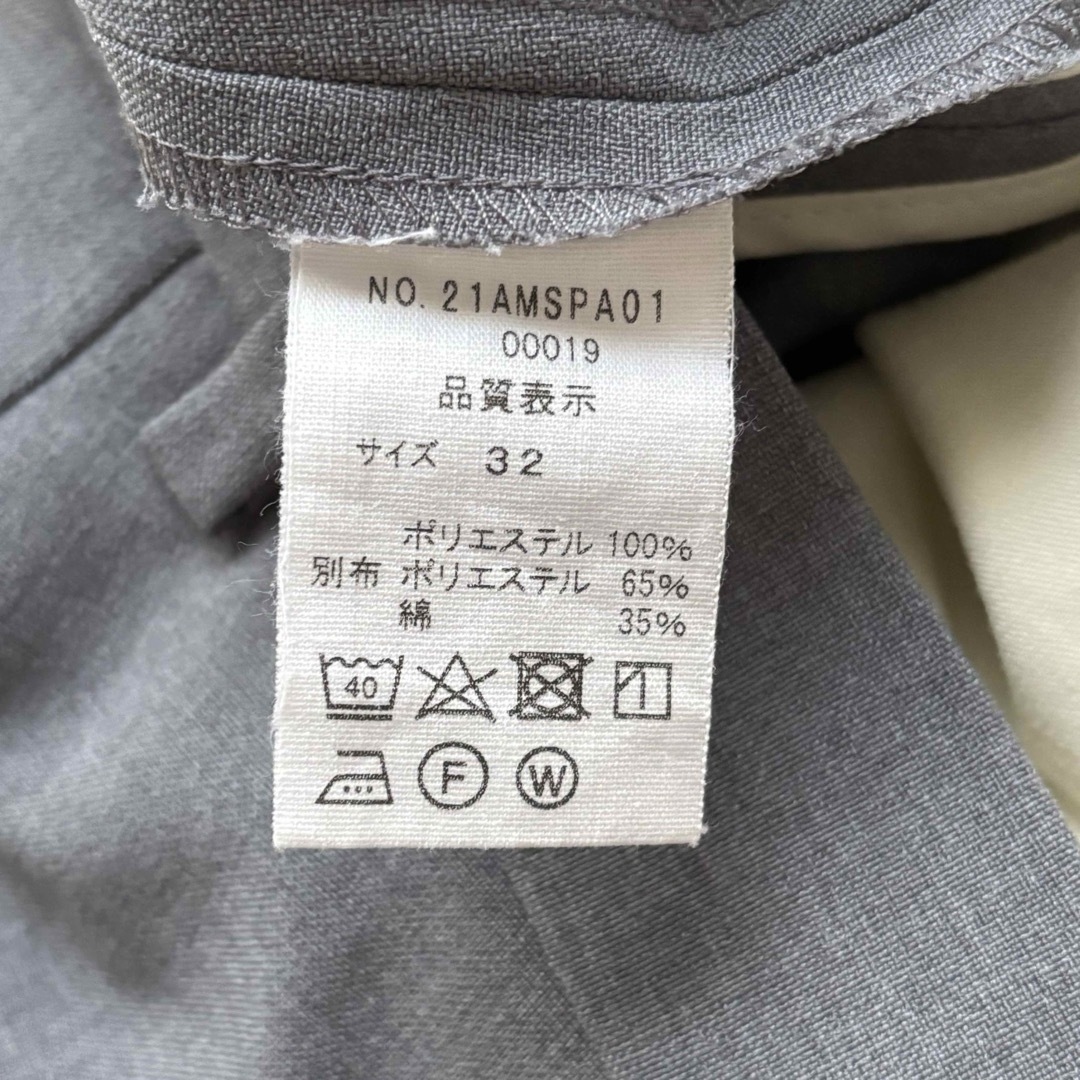 NO. 21AMSPA01
00019
品質表示
サイズ 32
ポリエステル 100%
別布 ポリエステル 65%
綿 35%
40
F W